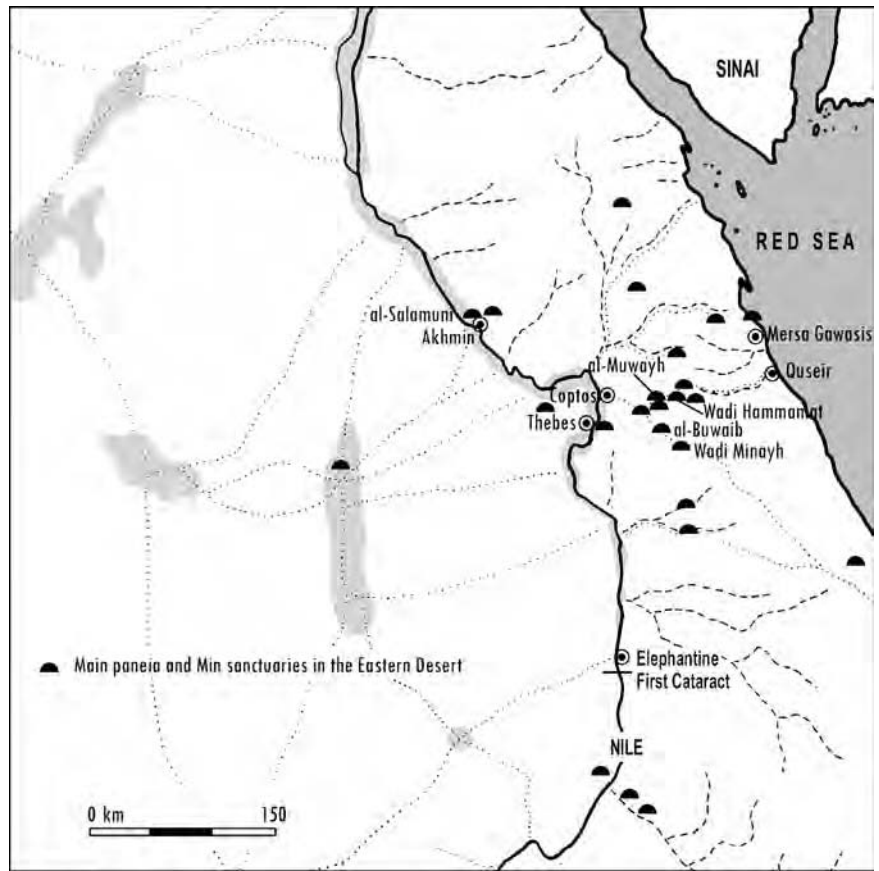 SINAI
RED SEA
al-Salamuni
Akhmin
Mersa Gawasis
al-Muwayh
Quseir
Coptos
Wadi Hammamat
Thebes
al-Buwaib
Wadi Minayh
Main paneia and Min sanctuaries in the Eastern Desert
Elephantine
First Cataract
NILE
0 km 150